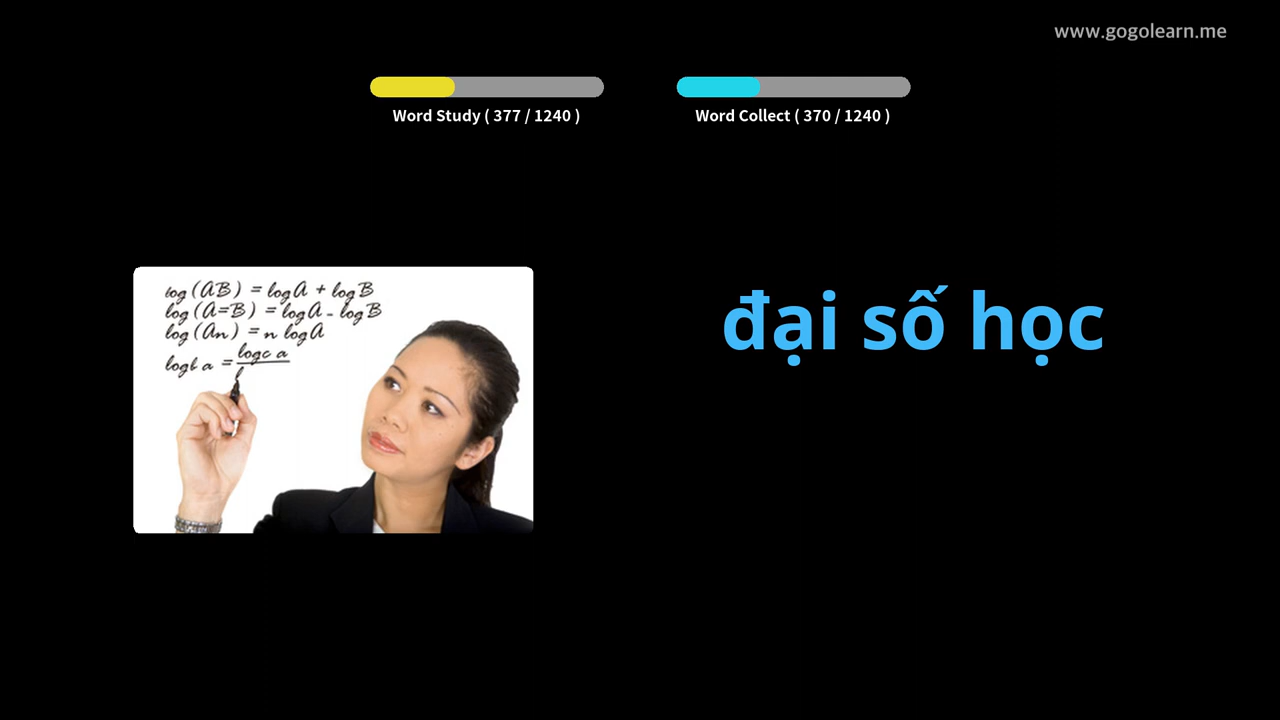 www.gogolearn.me
Word Study ( 377 / 1240 )
Word Collect ( 370 / 1240 )
log (AB) = log A + log B
log (A=B) = log A - log B
log (An) = n log A
logb a = logc a
đại số học